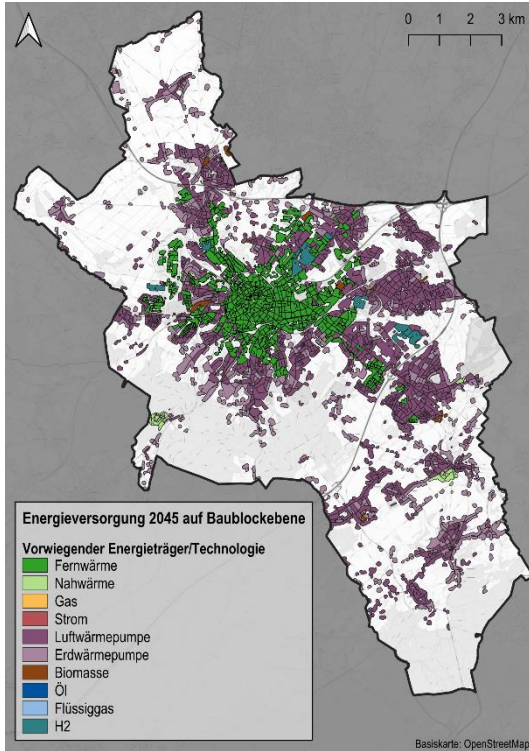 0 1 2 3 km
Energieversorgung 2045 auf Baublockebene
Vorwiegender Energieträger/Technologie
Fernwärme
Nahwärme
Gas
Strom
Luftwärmepumpe
Erdwärmepumpe
Biomasse
Öl
Flüssiggas
H2
Basiskarte: OpenStreetMap